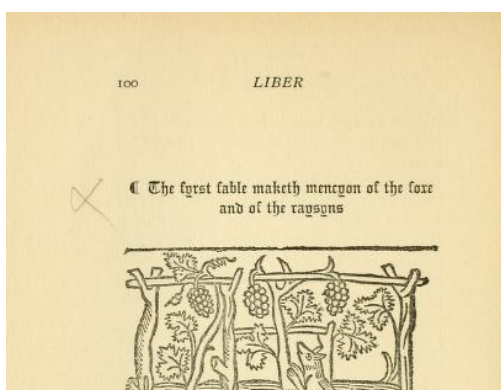 100 LIBER
¶ The fyrst fable maketh mencyon of the foxe
and of the raysyns